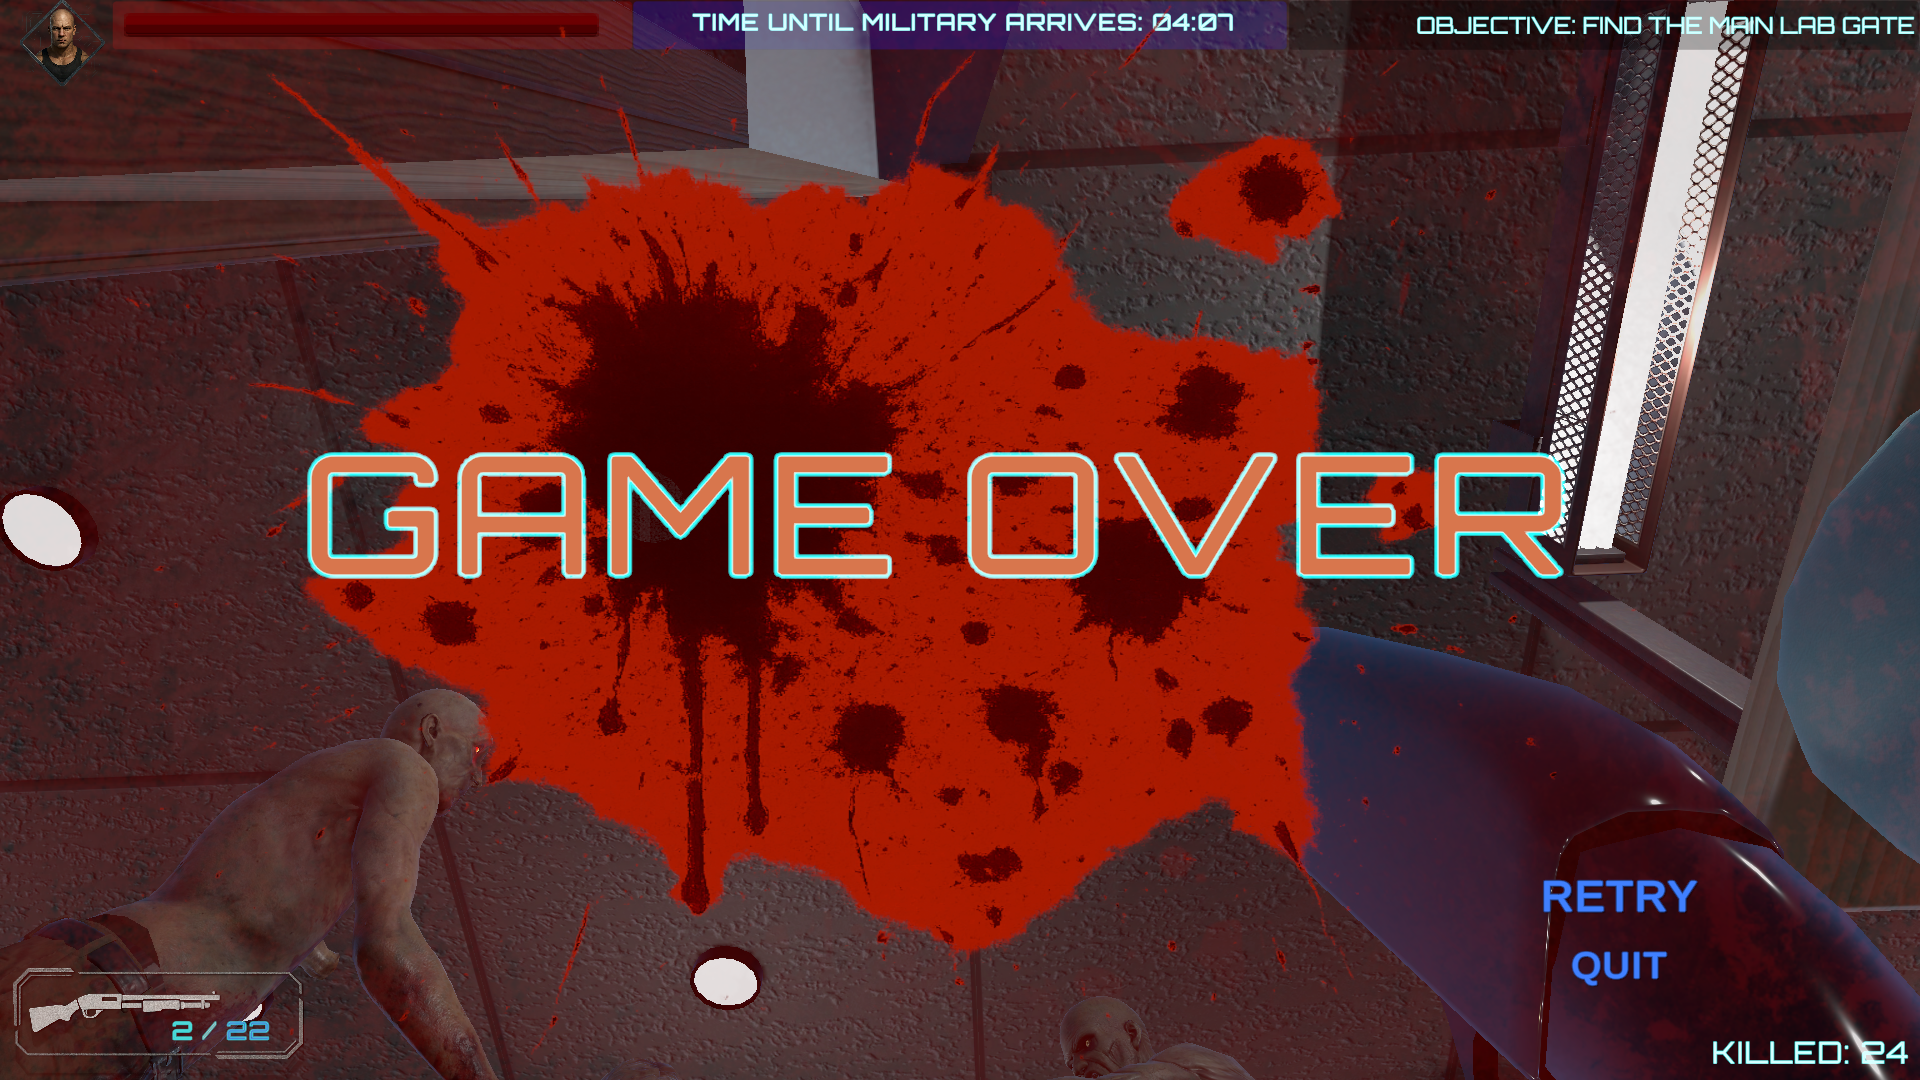 TIME UNTIL MILITARY ARRIVES: 04:07
OBJECTIVE: FIND THE MAIN LAB GATE
GAME OVER
RETRY
QUIT
2 / 22
KILLED: 24